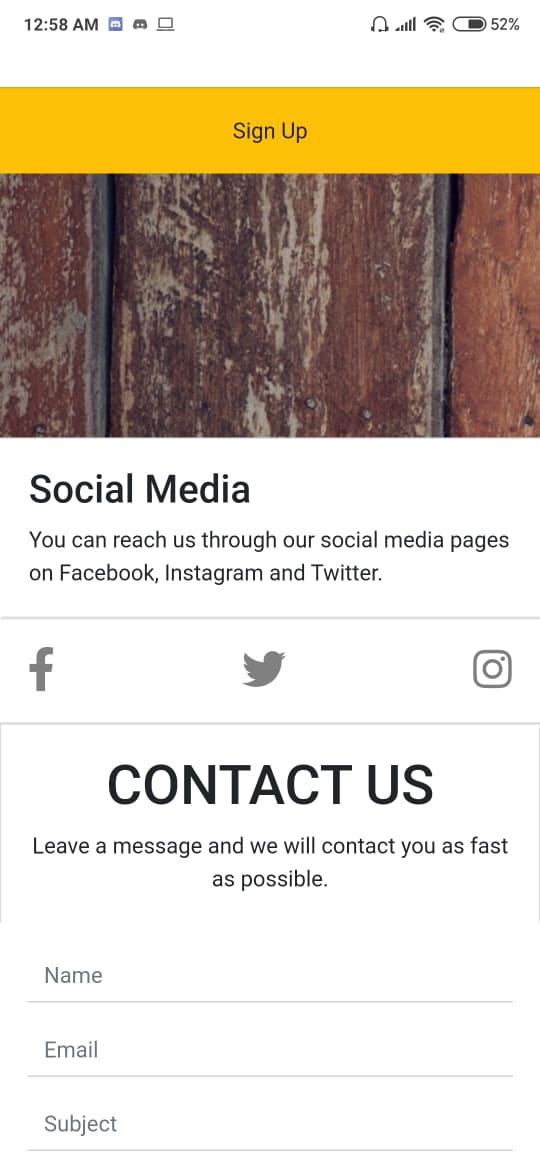 12:58 AM 52%
Sign Up
Social Media
You can reach us through our social media pages
on Facebook, Instagram and Twitter.
CONTACT US
Leave a message and we will contact you as fast
as possible.
Name
Email
Subject